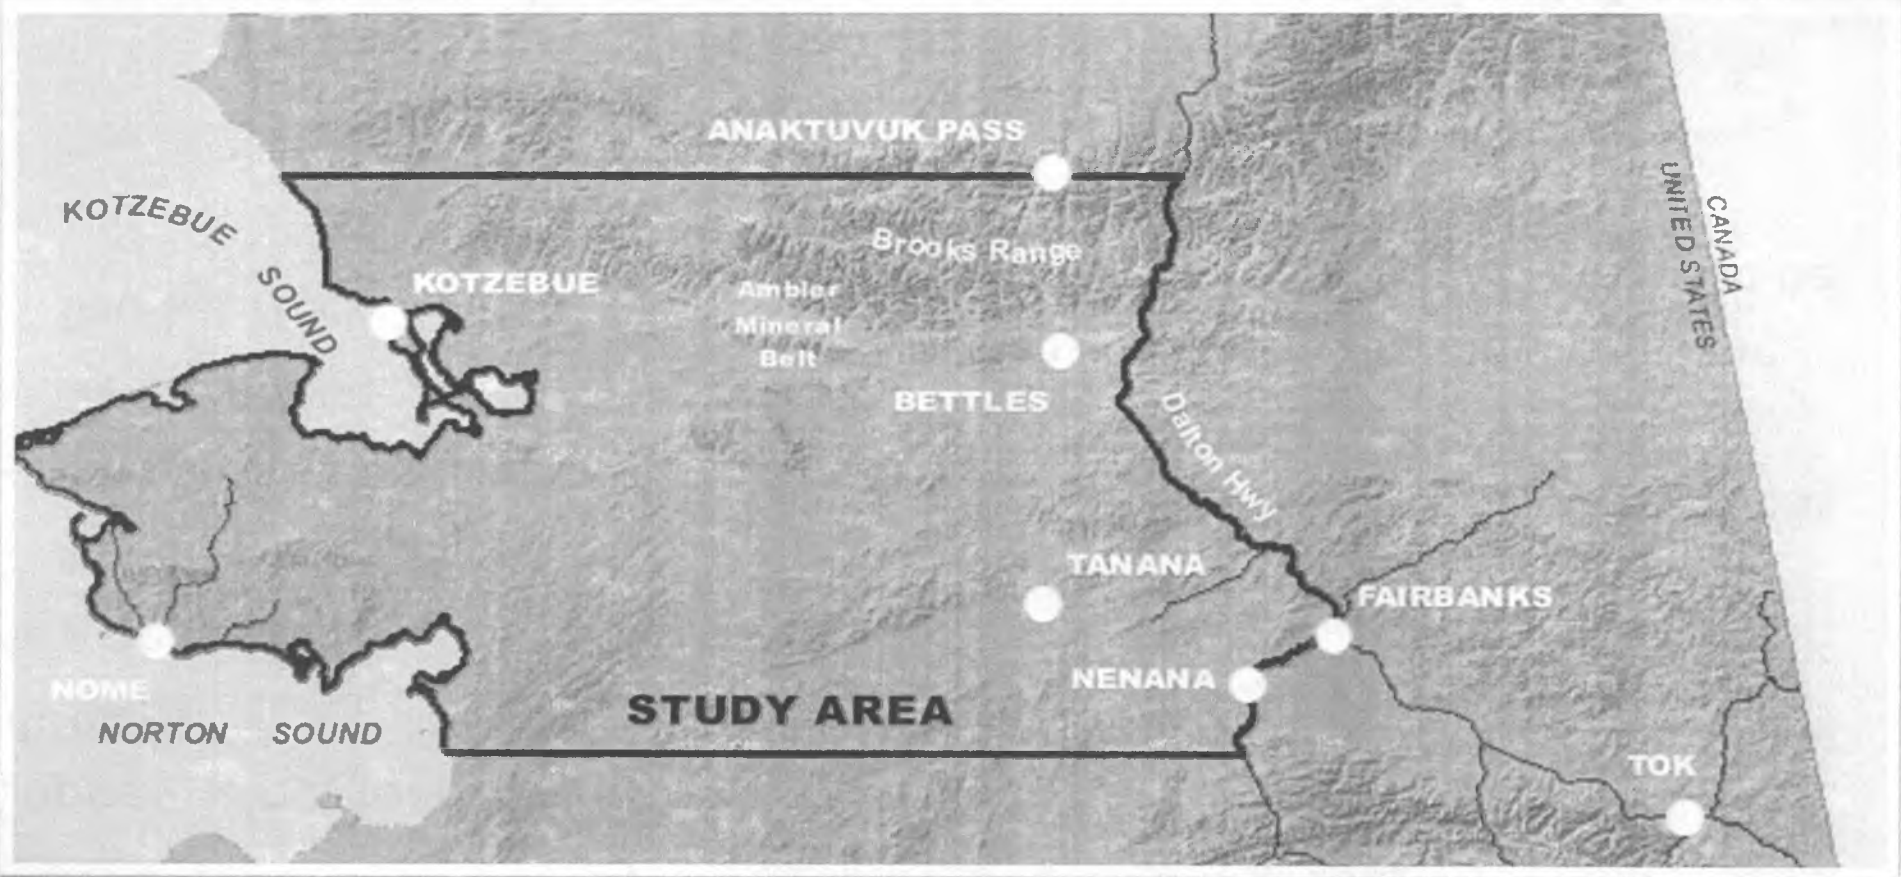 ANAKTUVUK PASS
KOTZEBUE
SOUND
CANADA
UNITED STATES
Brooks Range
KOTZEBUE
Ambler
Mineral
Belt
BETTLES
Dalton Hwy
TANANA
FAIRBANKS
NENANA
NOME
STUDY AREA
NORTON SOUND
TOK